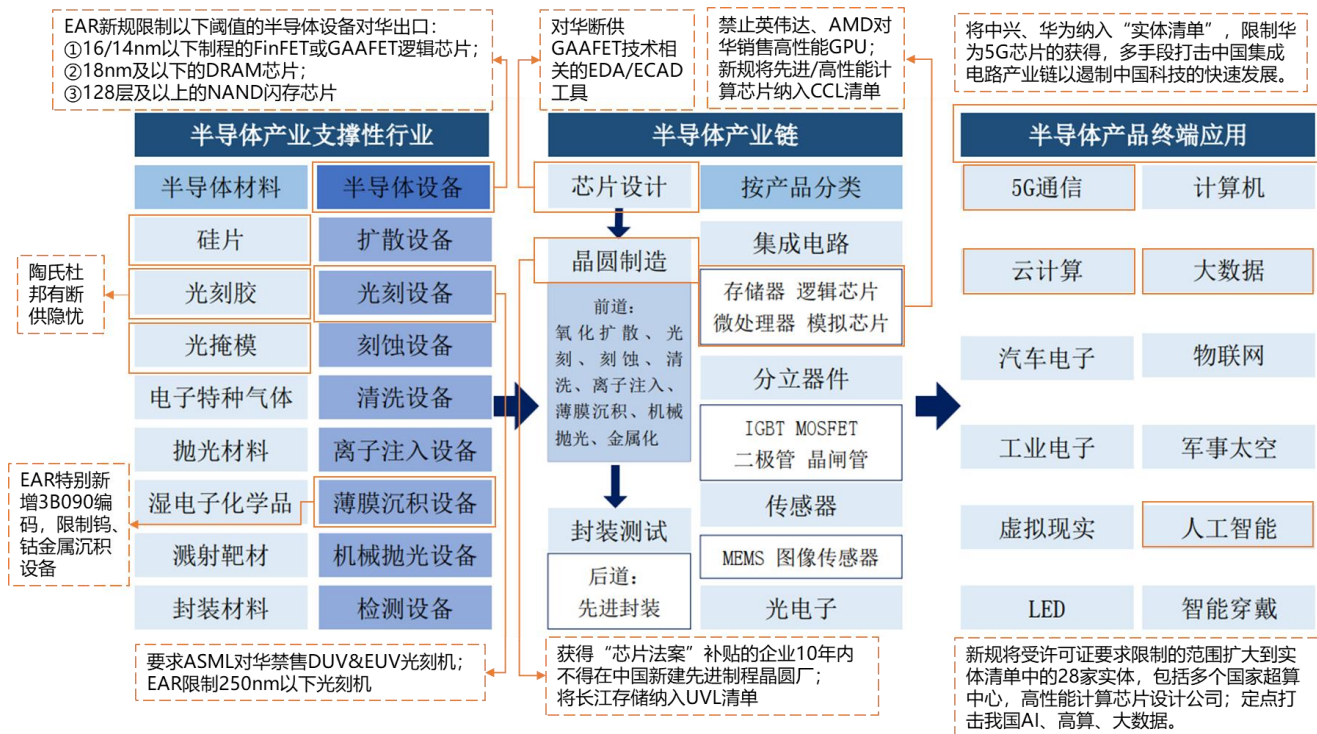 EAR新规限制以下阈值的半导体设备对华出口：
①16/14nm以下制程的FinFET或GAAFET逻辑芯片；
②18nm及以下的DRAM芯片；
③128层及以上的NAND闪存芯片
对华断供
GAAFET技术相
关的EDA/ECAD
工具
禁止英伟达、AMD对
华销售高性能GPU；
新规将先进/高性能计
算芯片纳入CCL清单
将中兴、华为纳入“实体清单”，限制华
为5G芯片的获得，多手段打击中国集成
电路产业链以遏制中国科技的快速发展。
半导体产业支撑性行业
半导体材料
半导体设备
硅片
扩散设备
光刻胶
光刻设备
光掩模
刻蚀设备
电子特种气体
清洗设备
抛光材料
离子注入设备
湿电子化学品
薄膜沉积设备
溅射靶材
机械抛光设备
封装材料
检测设备
陶氏杜
邦有断
供隐忧
EAR特别新
增3B090编
码，限制钨、
钴金属沉积
设备
要求ASML对华禁售DUV&EUV光刻机；
EAR限制250nm以下光刻机
半导体产业链
芯片设计
晶圆制造
前道：
氧化扩散、光
刻、刻蚀、清
洗、离子注入、
薄膜沉积、机械
抛光、金属化
封装测试
后道：
先进封装
按产品分类
集成电路
存储器 逻辑芯片
微处理器 模拟芯片
分立器件
IGBT MOSFET
二极管 晶闸管
传感器
MEMS 图像传感器
光电子
获得“芯片法案”补贴的企业10年内
不得在中国新建先进制程晶圆厂；
将长江存储纳入UVL清单
半导体产品终端应用
5G通信
计算机
云计算
大数据
汽车电子
物联网
工业电子
军事太空
虚拟现实
人工智能
LED
智能穿戴
新规将受许可证要求限制的范围扩大到实
体清单中的28家实体，包括多个国家超算
中心，高性能计算芯片设计公司；定点打
击我国AI、高算、大数据。